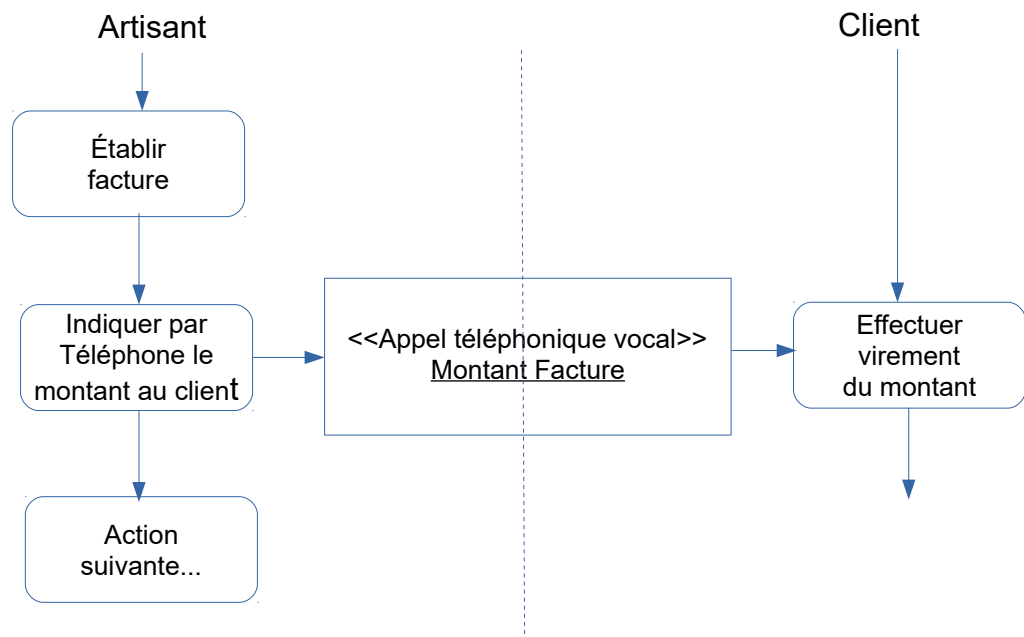 Artisant
Client
Établir
facture
Indiquer par
Téléphone le
montant au client
<<Appel téléphonique vocal>>
Montant Facture
Effectuer
virement
du montant
Action
suivante...